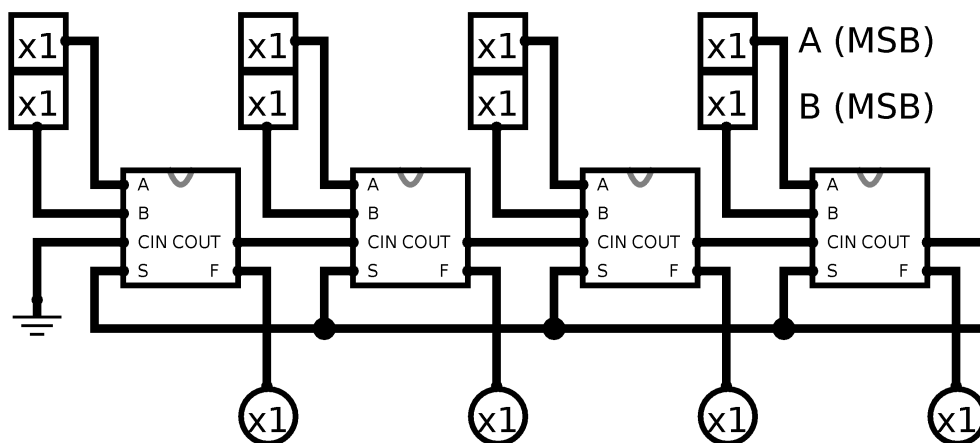 x1 x1 x1 x1 A (MSB)
x1 x1 x1 x1 B (MSB)
A A A A
B B B B
CIN COUT CIN COUT CIN COUT CIN COUT
S F S F S F S F
x1 x1 x1 x1